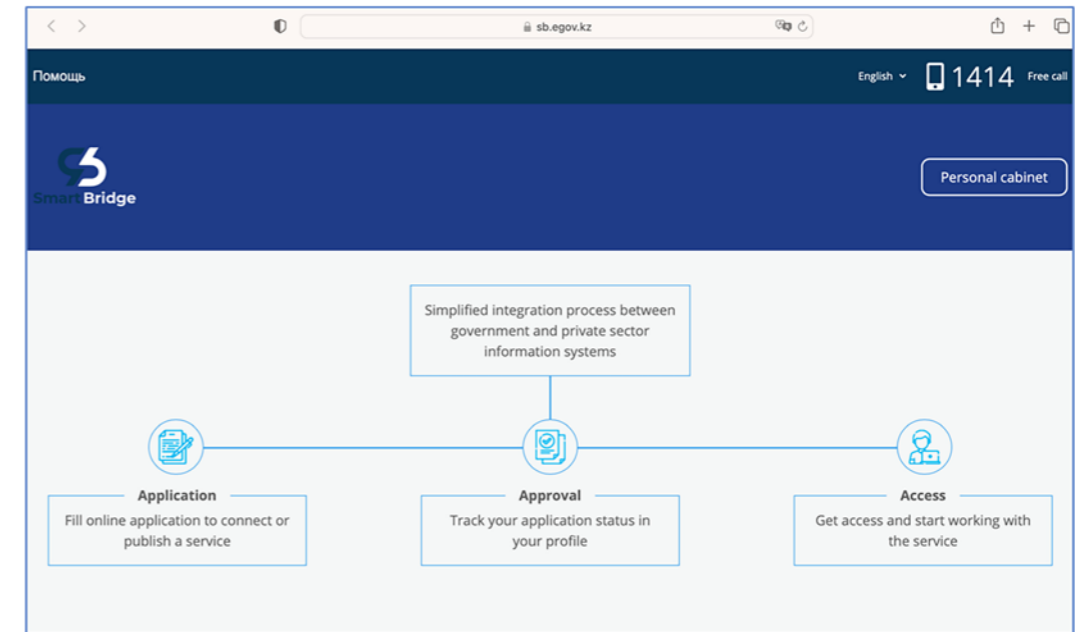 sb.egov.kz
Помощь
English
1414
Free call
Smart Bridge
Personal cabinet
Simplified integration process between
government and private sector
information systems
Application
Fill online application to connect or
publish a service
Approval
Track your application status in
your profile
Access
Get access and start working with
the service